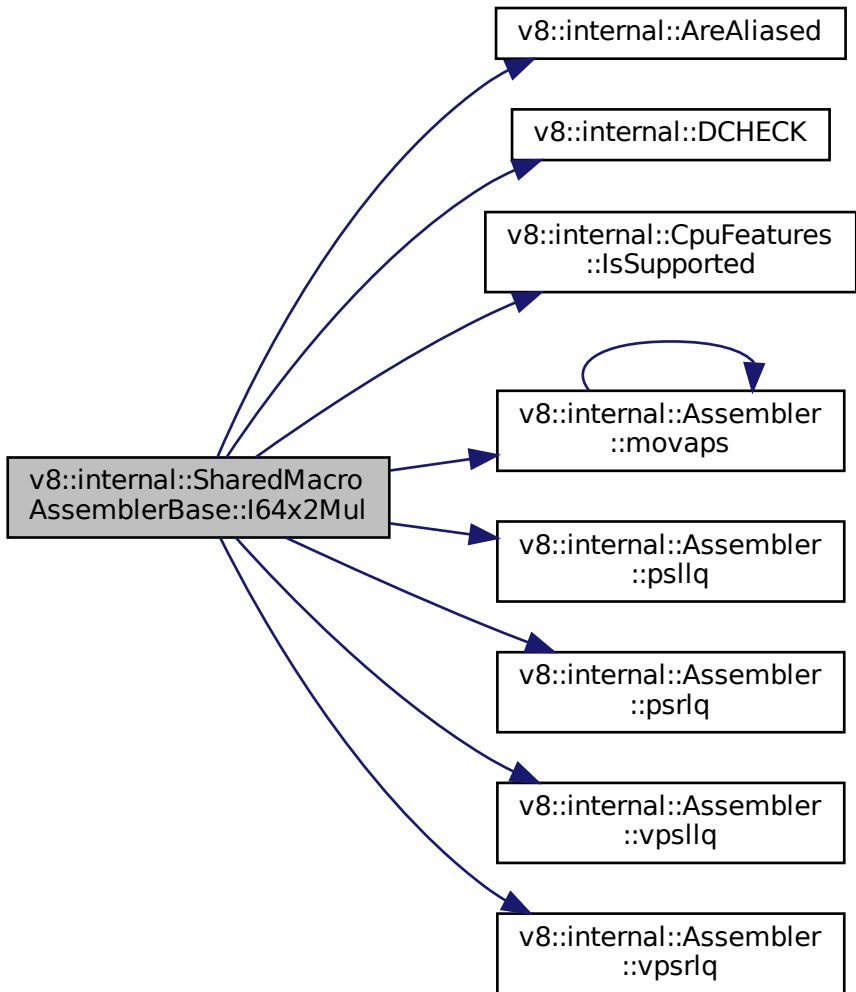 v8::internal::AreAliased
v8::internal::DCHECK
v8::internal::CpuFeatures
::IsSupported
v8::internal::Assembler
::movaps
v8::internal::SharedMacro
AssemblerBase::I64x2Mul
v8::internal::Assembler
::psllq
v8::internal::Assembler
::psrlq
v8::internal::Assembler
::vpsllq
v8::internal::Assembler
::vpsrlq